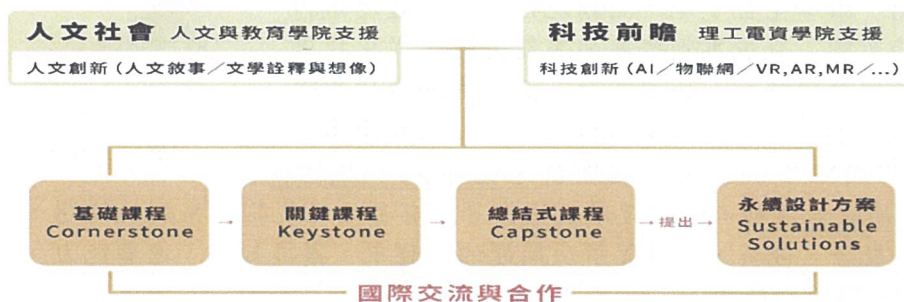 人文社會 人文與教育學院支援
人文創新（人文敘事／文學詮釋與想像）
科技前瞻 理工電資學院支援
科技創新（AI／物聯網／VR,AR,MR／...）
基礎課程
Cornerstone
→
關鍵課程
Keystone
→
總結式課程
Capstone
→提出→
永續設計方案
Sustainable
Solutions
國際交流與合作